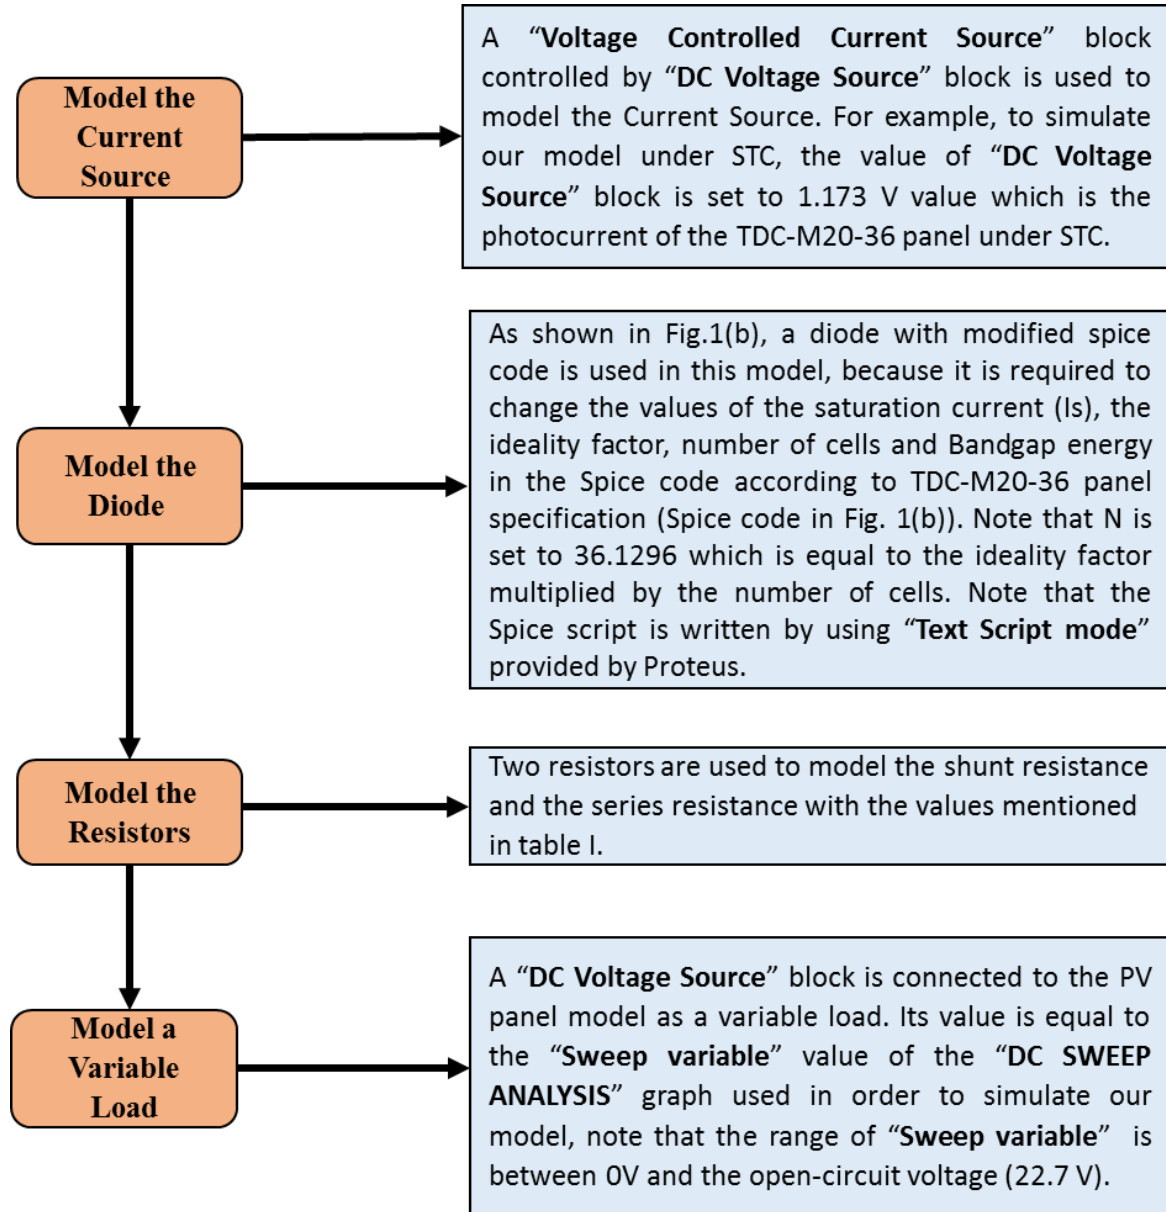 Model the
Current
Source
A “Voltage Controlled Current Source” block
controlled by “DC Voltage Source” block is used to
model the Current Source. For example, to simulate
our model under STC, the value of “DC Voltage
Source” block is set to 1.173 V value which is the
photocurrent of the TDC-M20-36 panel under STC.
Model the
Diode
As shown in Fig.1(b), a diode with modified spice
code is used in this model, because it is required to
change the values of the saturation current (Is), the
ideality factor, number of cells and Bandgap energy
in the Spice code according to TDC-M20-36 panel
specification (Spice code in Fig. 1(b)). Note that N is
set to 36.1296 which is equal to the ideality factor
multiplied by the number of cells. Note that the
Spice script is written by using “Text Script mode”
provided by Proteus.
Model the
Resistors
Two resistors are used to model the shunt resistance
and the series resistance with the values mentioned
in table I.
Model a
Variable
Load
A “DC Voltage Source” block is connected to the PV
panel model as a variable load. Its value is equal to
the “Sweep variable” value of the “DC SWEEP
ANALYSIS” graph used in order to simulate our
model, note that the range of “Sweep variable” is
between 0V and the open-circuit voltage (22.7 V).